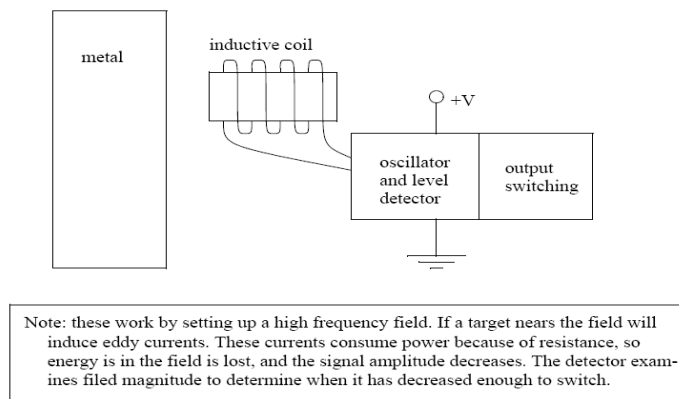 inductive coil
metal
+V
oscillator
and level
detector
output
switching
Note: these work by setting up a high frequency field. If a target nears the field will
induce eddy currents. These currents consume power because of resistance, so
energy is in the field is lost, and the signal amplitude decreases. The detector exam-
ines filed magnitude to determine when it has decreased enough to switch.